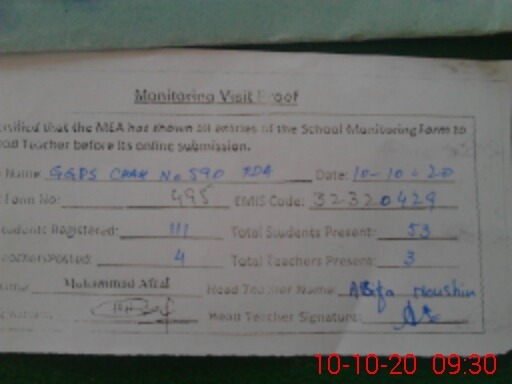 Monitoring Visit Proof
that the MEA has shown all entries of the School Monitoring Form to
Teacher before its online submission.
Name GGPS CHAK No 590 TDA Date: 10-10-20
Form No: 495 EMIS Code: 32320429
Registered: 111 Total Students Present: 53
Posted: 4 Total Teachers Present: 3
Muhammad Afzal Head Teacher Name: Noushin
Head Teacher Signature:
10-10-20 09:30